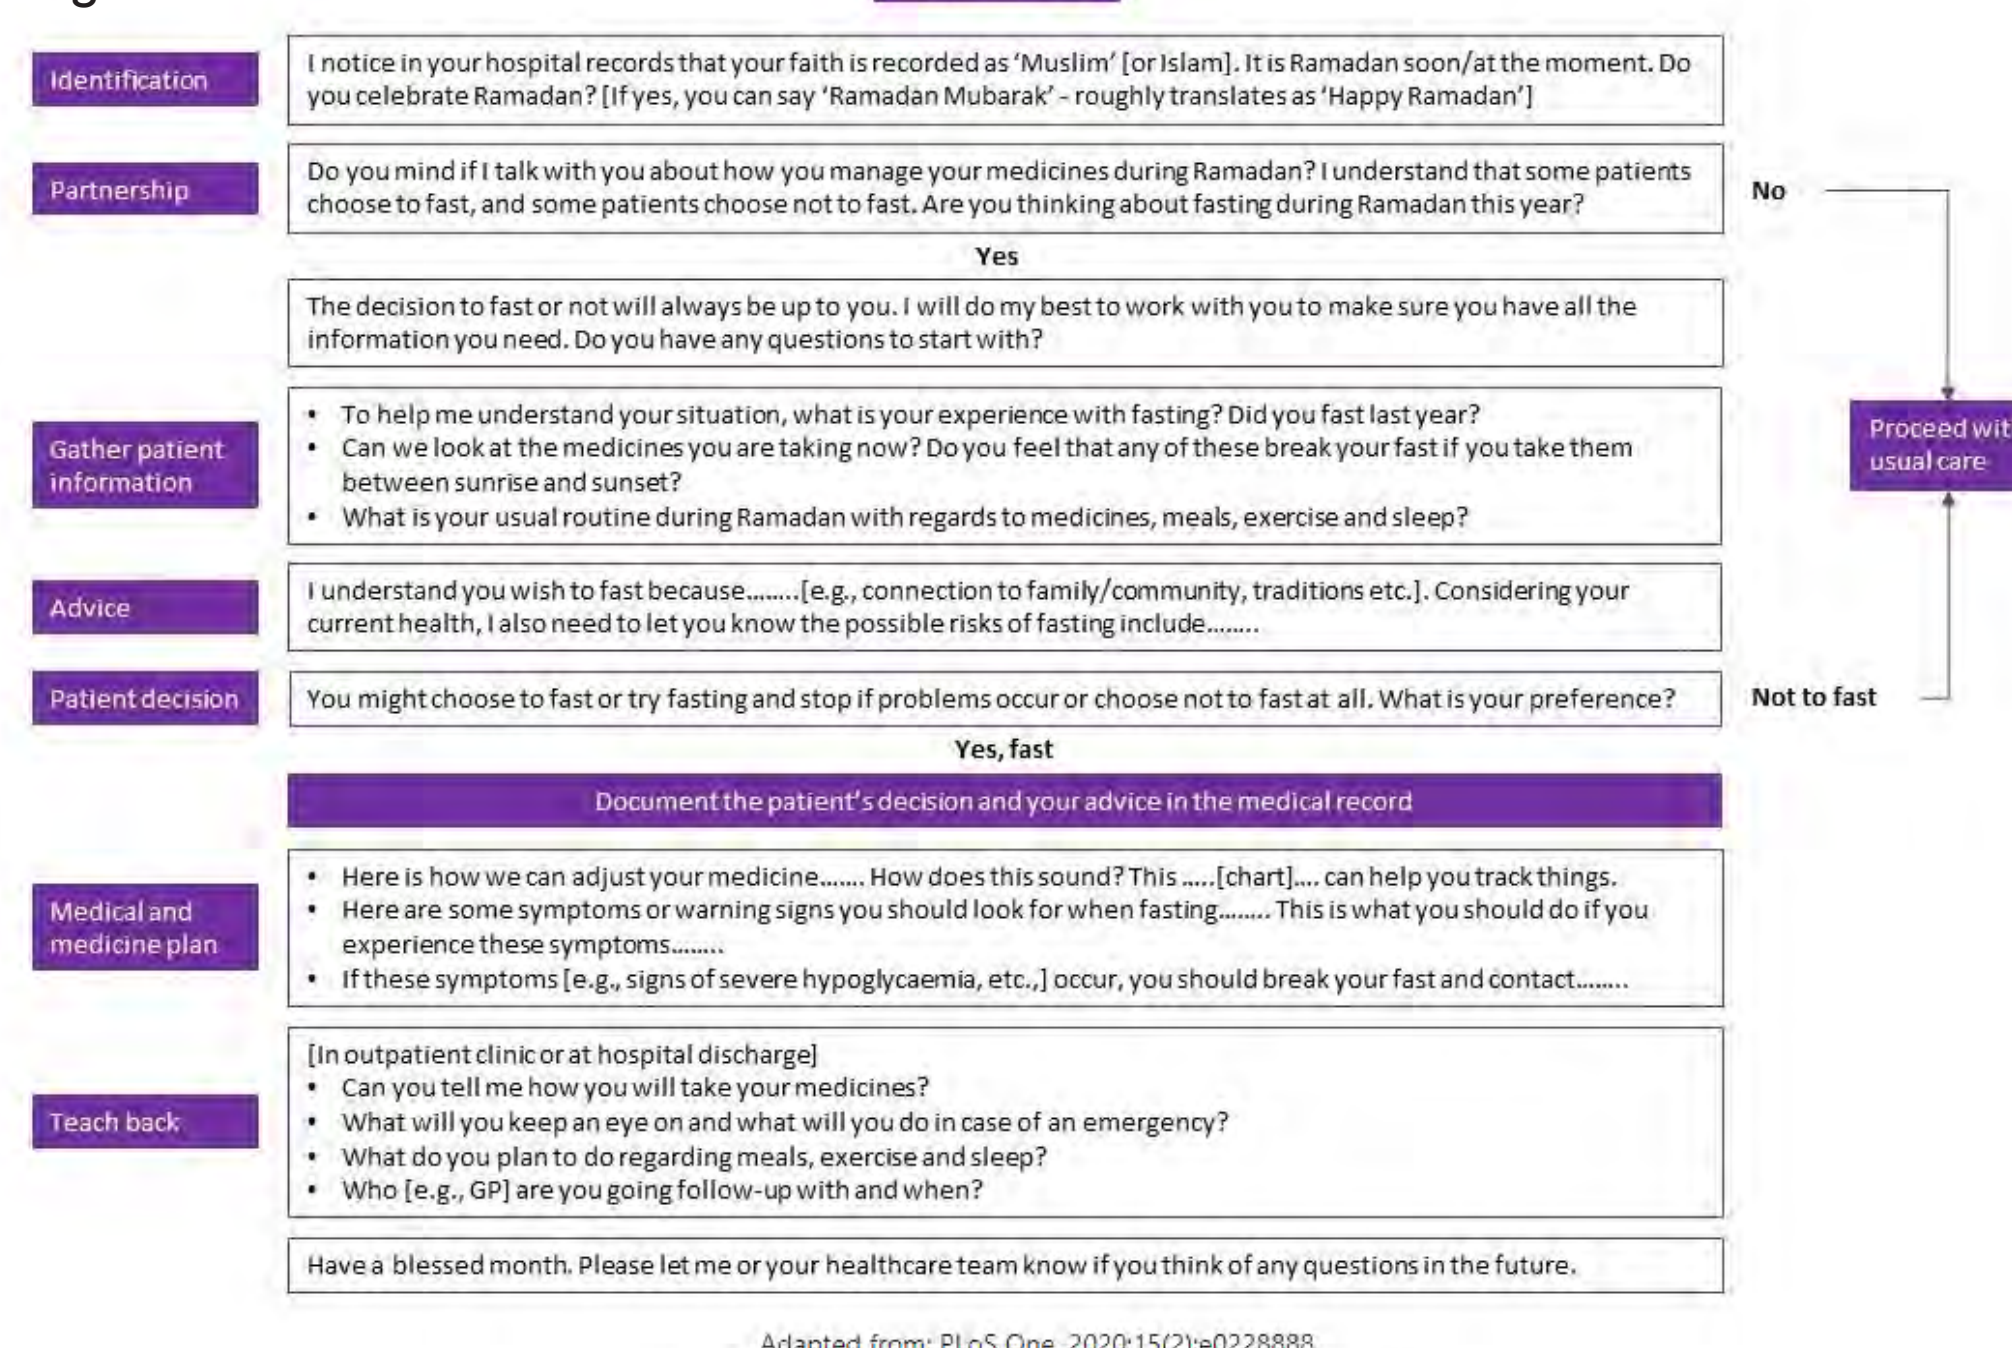 Identification
I notice in your hospital records that your faith is recorded as ‘Muslim’ [or Islam]. It is Ramadan soon/at the moment. Do
you celebrate Ramadan? [If yes, you can say ‘Ramadan Mubarak’ - roughly translates as ‘Happy Ramadan’]
Partnership
Do you mind if I talk with you about how you manage your medicines during Ramadan? I understand that some patients
choose to fast, and some patients choose not to fast. Are you thinking about fasting during Ramadan this year?
No
Yes
The decision to fast or not will always be up to you. I will do my best to work with you to make sure you have all the
information you need. Do you have any questions to start with?
Gather patient
information
• To help me understand your situation, what is your experience with fasting? Did you fast last year?
• Can we look at the medicines you are taking now? Do you feel that any of these break your fast if you take them
between sunrise and sunset?
• What is your usual routine during Ramadan with regards to medicines, meals, exercise and sleep?
Proceed wit
usual care
Advice
I understand you wish to fast because........[e.g., connection to family/community, traditions etc.]. Considering your
current health, I also need to let you know the possible risks of fasting include........
Patient decision
You might choose to fast or try fasting and stop if problems occur or choose not to fast at all. What is your preference?
Not to fast
Yes, fast
Document the patient’s decision and your advice in the medical record
Medical and
medicine plan
• Here is how we can adjust your medicine....... How does this sound? This .....[chart].... can help you track things.
• Here are some symptoms or warning signs you should look for when fasting........ This is what you should do if you
experience these symptoms........
• If these symptoms [e.g., signs of severe hypoglycaemia, etc.,] occur, you should break your fast and contact........
Teach back
[In outpatient clinic or at hospital discharge]
• Can you tell me how you will take your medicines?
• What will you keep an eye on and what will you do in case of an emergency?
• What do you plan to do regarding meals, exercise and sleep?
• Who [e.g., GP] are you going follow-up with and when?
Have a blessed month. Please let me or your healthcare team know if you think of any questions in the future.
Adapted from: PLoS One. 2020;15(2):e0228888